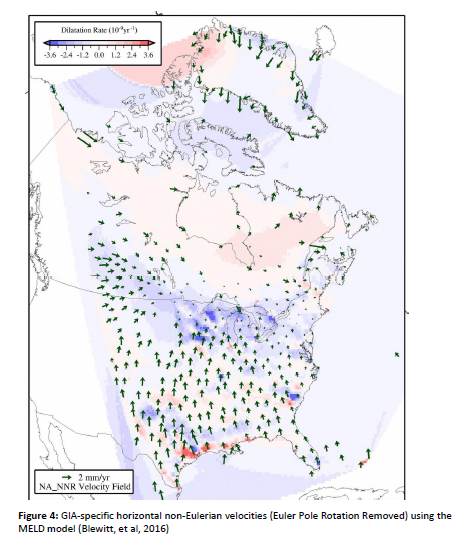 Dilatation Rate (10⁻⁹yr⁻¹)
-3.6 -2.4 -1.2 0.0 1.2 2.4 3.6
2 mm/yr
NA_NNR Velocity Field
Figure 4: GIA-specific horizontal non-Eulerian velocities (Euler Pole Rotation Removed) using the
MELD model (Blewitt, et al, 2016)